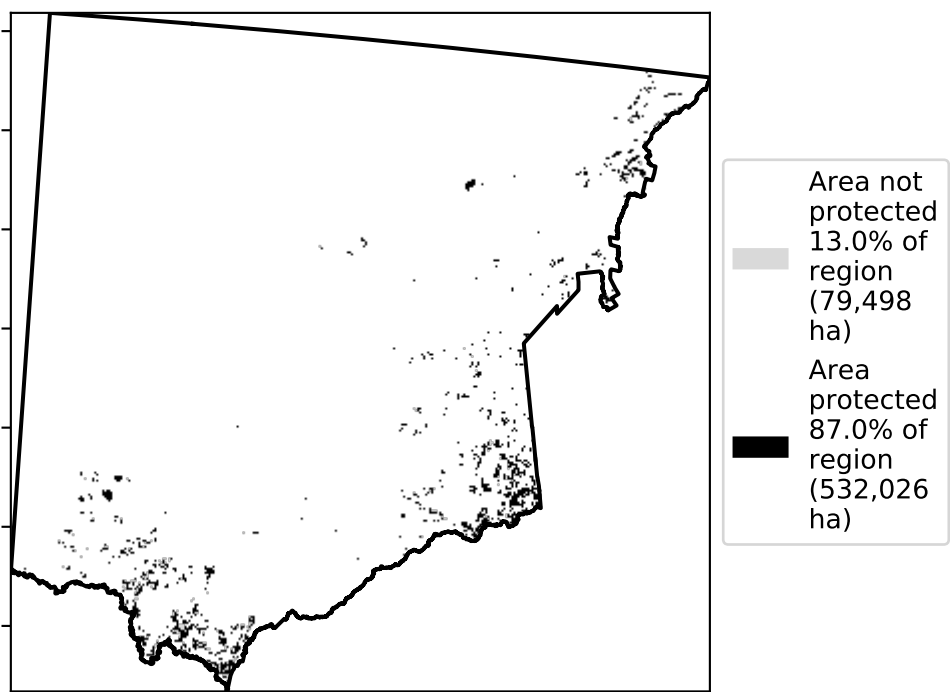 Area not
protected
13.0% of
region
(79,498
ha)
Area
protected
87.0% of
region
(532,026
ha)